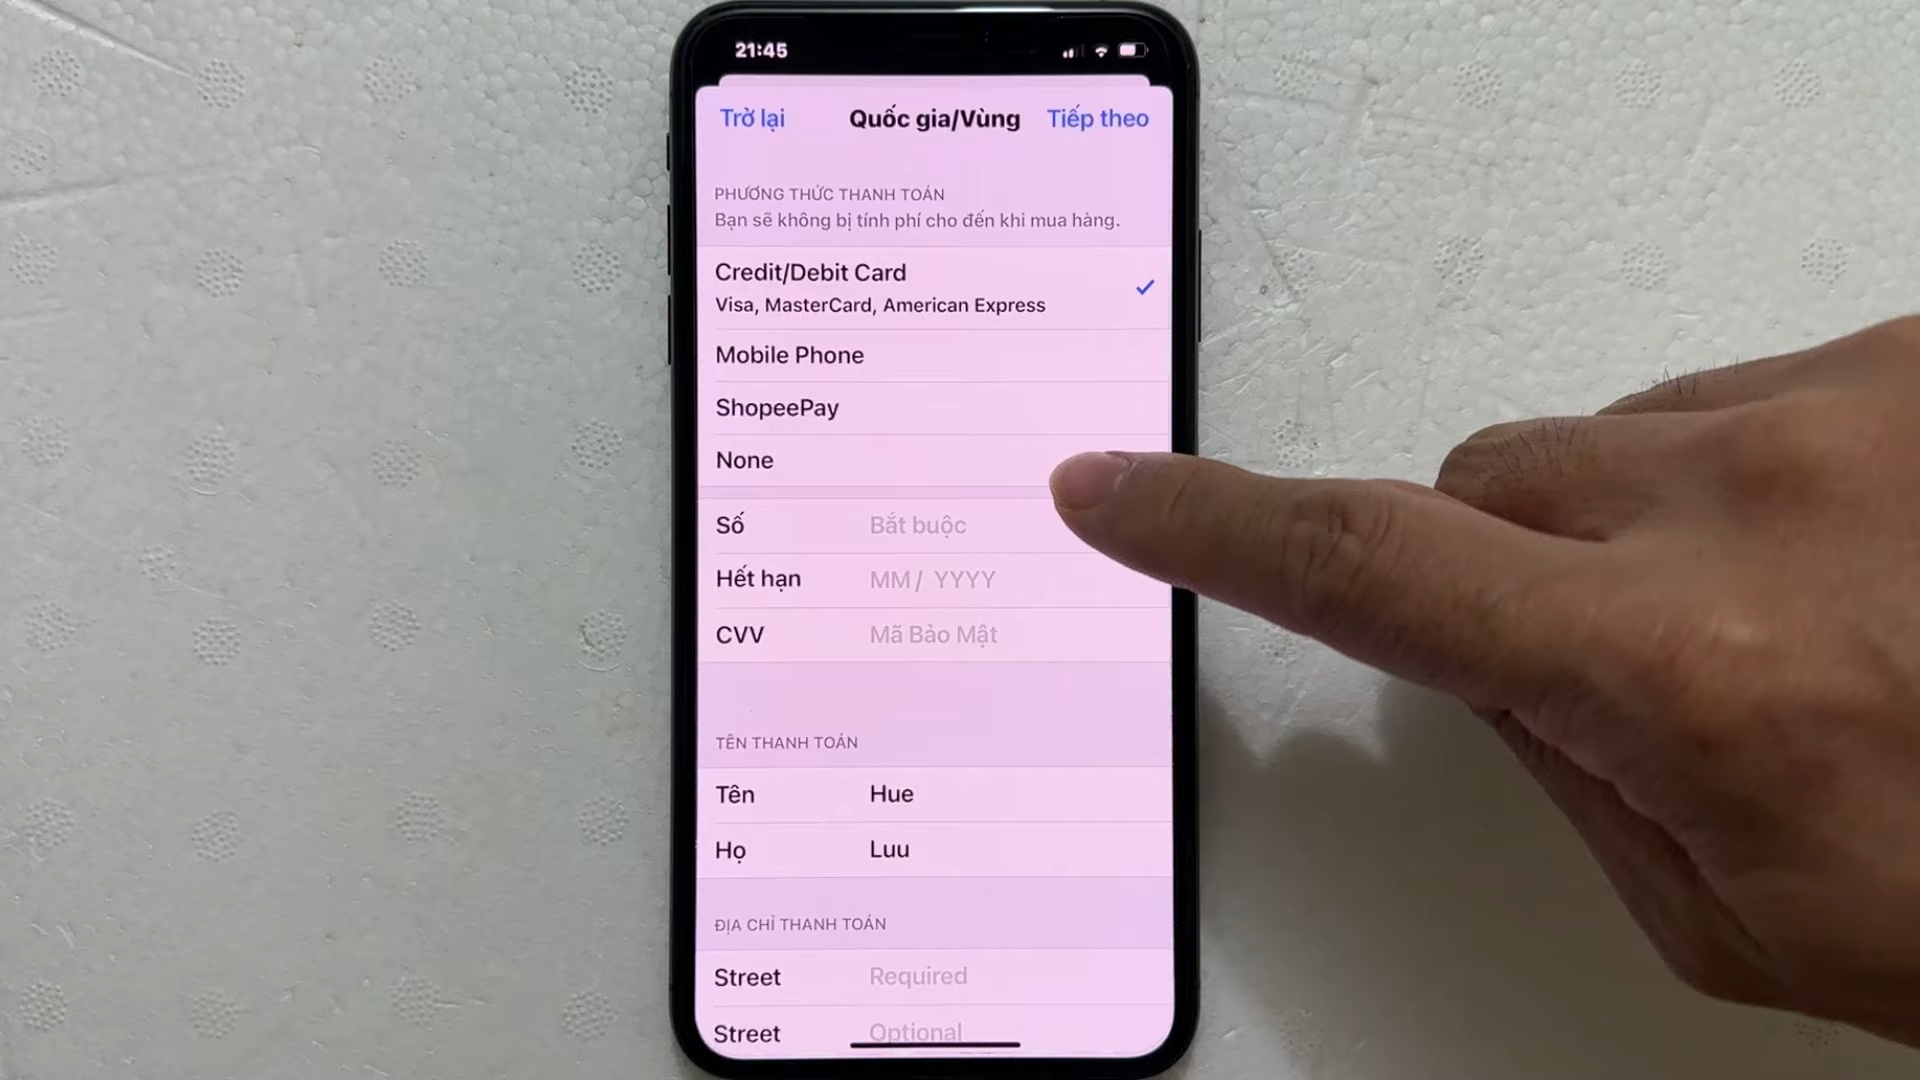 21:45
Trở lại
Quốc gia/Vùng
Tiếp theo
PHƯƠNG THỨC THANH TOÁN
Bạn sẽ không bị tính phí cho đến khi mua hàng.
Credit/Debit Card
Visa, MasterCard, American Express
Mobile Phone
ShopeePay
None
Số Bắt buộc
Hết hạn MM / YYYY
CVV Mã Bảo Mật
TÊN THANH TOÁN
Tên Hue
Họ Luu
ĐỊA CHỈ THANH TOÁN
Street Required
Street Optional